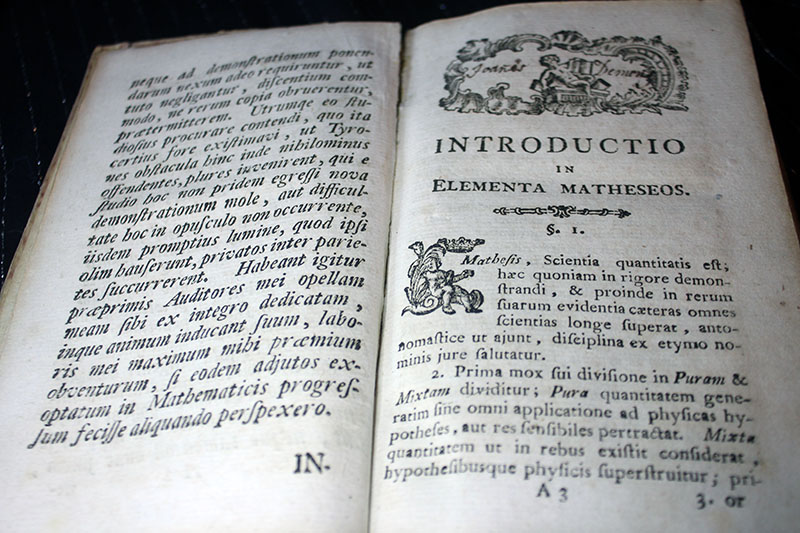 neque ad demonſtrationum ponen-
darum nexum adeo requiruntur, ut
tuto negligantur, diſcentium com-
modo, ne rerum copia obruerentur,
prætermitterem. Utrumqe eo ſtu-
dioſius procurare contendi, quo ita
certius fore exiſtimavi, ut Tyro-
nes obſtacula hinc inde nihilominus
offendentes, plures iuvenirent, qui e
ſtudio hoc non pridem egreſſi nova
demonſtrationum mole, aut difficul-
tate hoc in opuſculo non occurrente,
iisdem promptius lumine, quod ipſi
olim hauſerunt, privatos inter parie-
tes ſuccurrerent. Habeant igitur
præprimis Auditores mei opellam
meam ſibi ex integro dedicatam,
inque animum inducant ſuum, labo-
ris mei maximum mihi præmium
obventurum, ſi eodem adjutos ex-
optatum in Mathematicis progreſ-
ſum feciſſe aliquando perſpexero.
IN-
Joanės
INTRODUCTIO
IN
ELEMENTA MATHESEOS.
§. 1.
Matheſis, Scientia quantitatis eſt;
hæc quoniam in rigore demon-
ſtrandi, & proinde in rerum
ſuarum evidentia cæteras omnes
ſcientias longe ſuperat, anto-
nomaſtice ut ajunt, diſciplina ex etymo no-
minis jure ſalutatur.
2. Prima mox ſui diviſione in Puram &
Mixtam dividitur; Pura quantitatem gene-
ratim ſine omni applicatione ad phyſicas hy-
potheſes, aut res ſenſibiles pertractat. Mixta
quantitatem ut in rebus exiſtit conſiderat,
hypotheſibusque phyſicis ſuperſtruitur; pri-
A 3
3. or